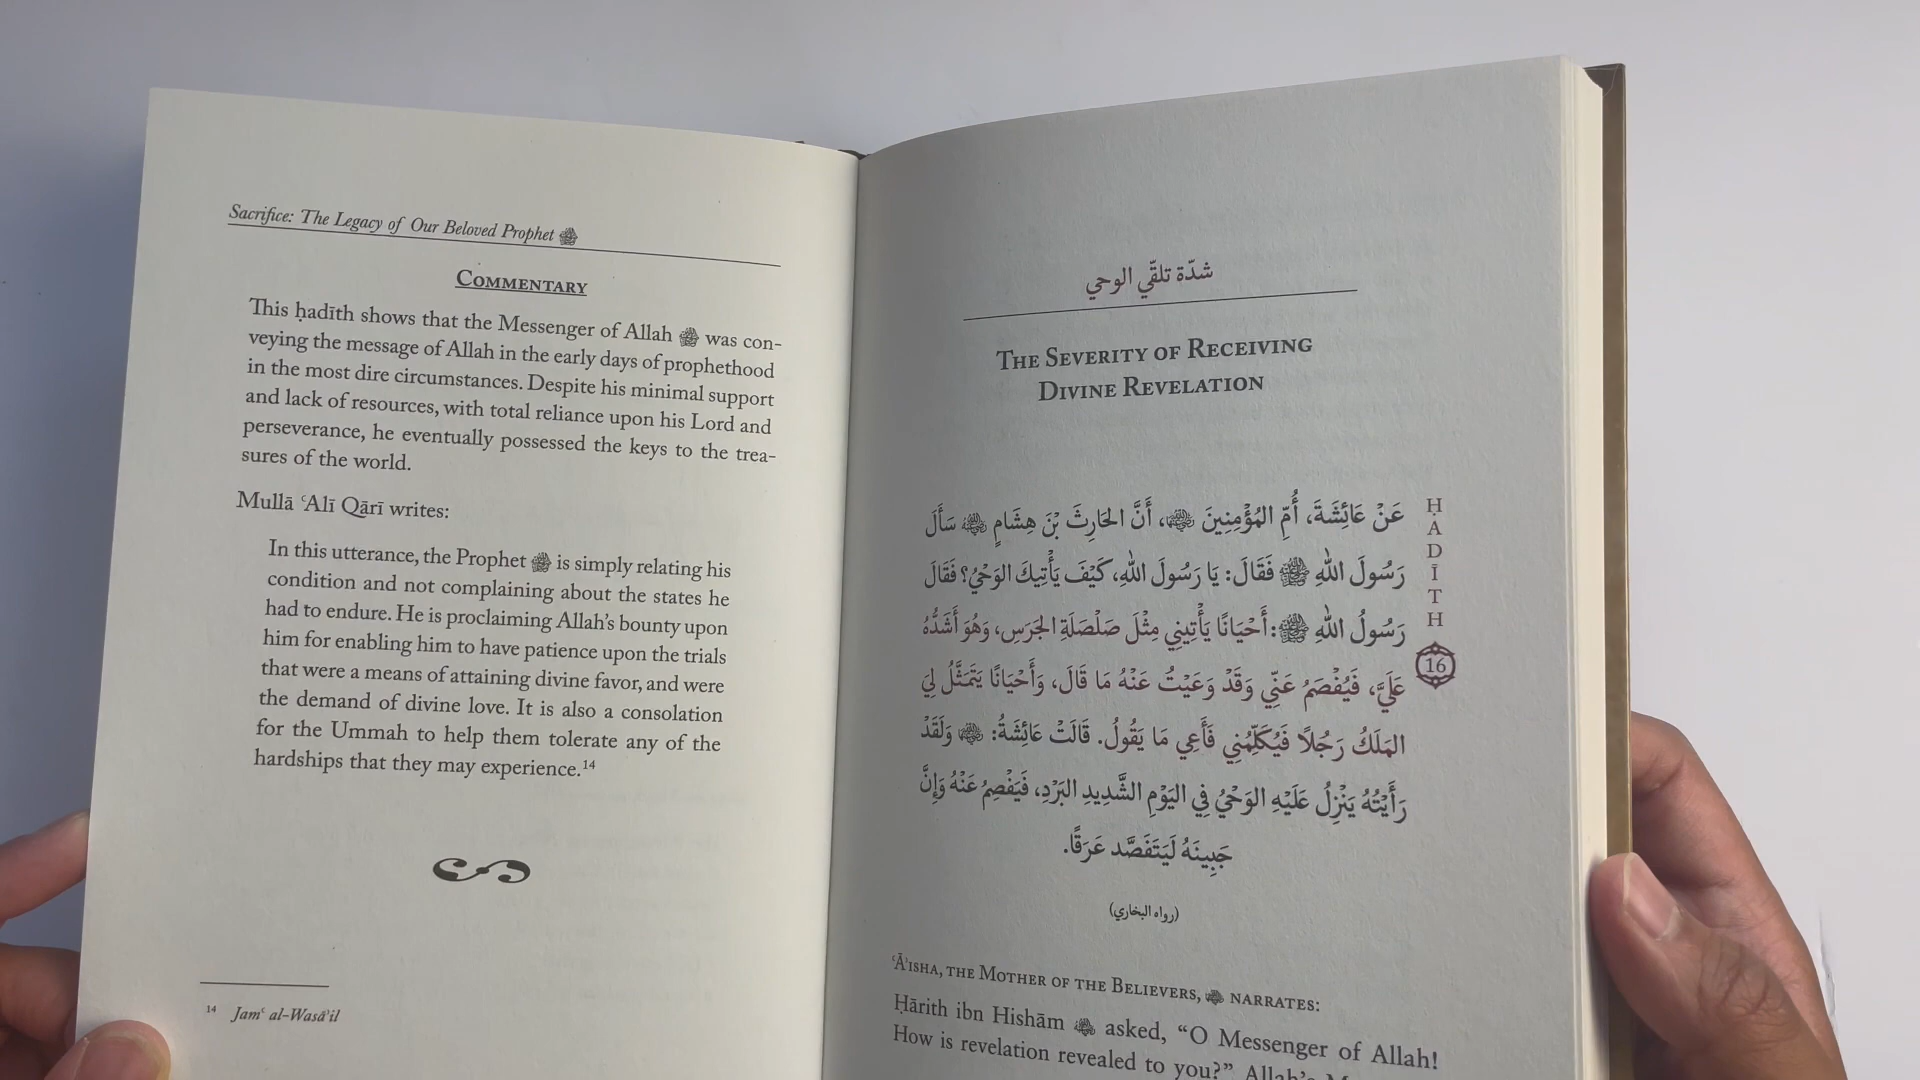 Sacrifice: The Legacy of Our Beloved Prophet ﷺ
Commentary
This ḥadīth shows that the Messenger of Allah ﷺ was con-
veying the message of Allah in the early days of prophethood
in the most dire circumstances. Despite his minimal support
and lack of resources, with total reliance upon his Lord and
perseverance, he eventually possessed the keys to the trea-
sures of the world.
Mullā ʿAlī Qārī writes:
In this utterance, the Prophet ﷺ is simply relating his
condition and not complaining about the states he
had to endure. He is proclaiming Allah's bounty upon
him for enabling him to have patience upon the trials
that were a means of attaining divine favor, and were
the demand of divine love. It is also a consolation
for the Ummah to help them tolerate any of the
hardships that they may experience.14
14 Jamʿ al-Wasāʾil
شدّة تلقّي الوحي
The Severity of Receiving
Divine Revelation
عَنْ عَائِشَةَ، أُمِّ المُؤْمِنِينَ، أَنَّ الحَارِثَ بْنَ هِشَامٍ سَأَلَ
رَسُولَ اللهِ ﷺ فَقَالَ: يَا رَسُولَ اللهِ، كَيْفَ يَأْتِيكَ الوَحْيُ؟ فَقَالَ
رَسُولُ اللهِ ﷺ: أَحْيَانًا يَأْتِينِي مِثْلَ صَلْصَلَةِ الجَرَسِ، وَهُوَ أَشَدُّهُ
عَلَيَّ، فَيُفْصَمُ عَنِّي وَقَدْ وَعَيْتُ عَنْهُ مَا قَالَ، وَأَحْيَانًا يَتَمَثَّلُ لِيَ
المَلَكُ رَجُلاً فَيُكَلِّمُنِي فَأَعِي مَا يَقُولُ. قَالَتْ عَائِشَةُ: وَلَقَدْ
رَأَيْتُهُ يَنْزِلُ عَلَيْهِ الوَحْيُ فِي اليَوْمِ الشَّدِيدِ البَرْدِ، فَيَفْصِمُ عَنْهُ وَإِنَّ
جَبِينَهُ لَيَتَفَصَّد عَرَقًا.
(رواه البخاري)
ḤADĪTH
16
ʿĀʾisha, the Mother of the Believers, narrates:
Ḥārith ibn Hishām asked, “O Messenger of Allah!
How is revelation revealed to you?” Allah's